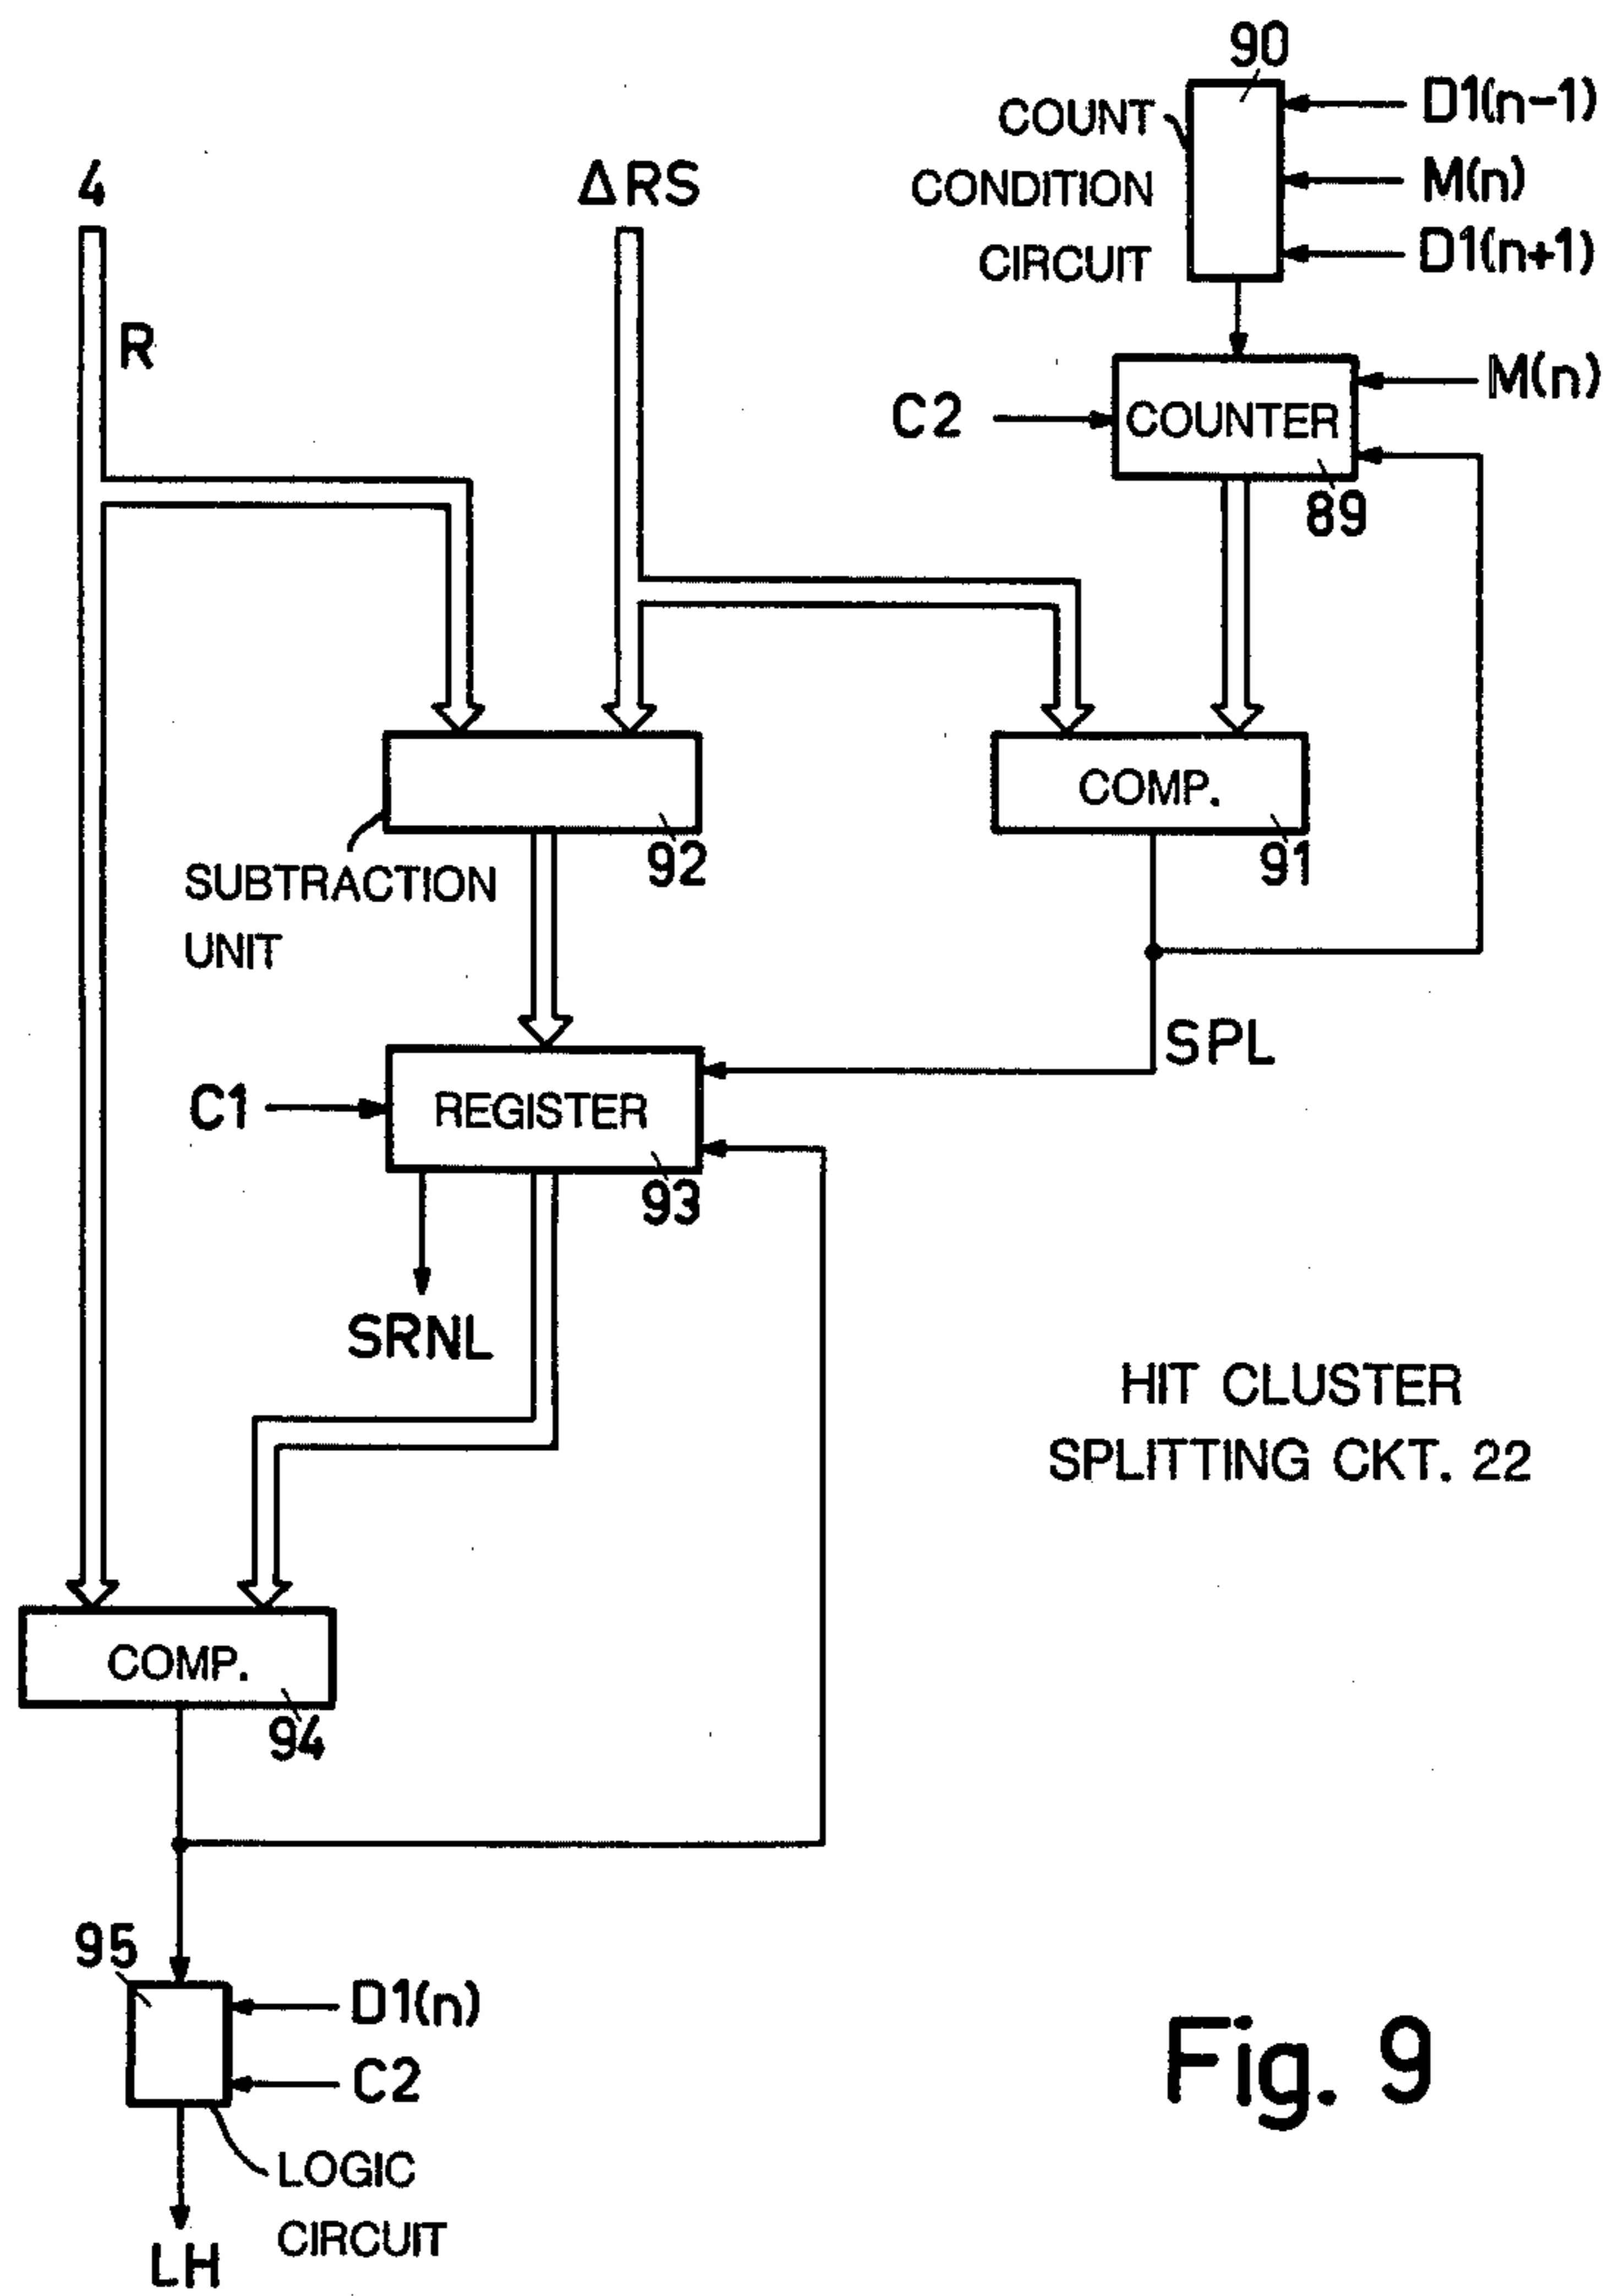 90
COUNT
CONDITION
CIRCUIT
D1(n-1)
M(n)
D1(n+1)
4
Δ RS
R
C2
COUNTER
M(n)
89
COMP.
91
92
SUBTRACTION
UNIT
SPL
C1
REGISTER
93
SRNL
HIT CLUSTER
SPLITTING CKT. 22
COMP.
94
95
D1(n)
C2
LOGIC
CIRCUIT
LH
Fig. 9